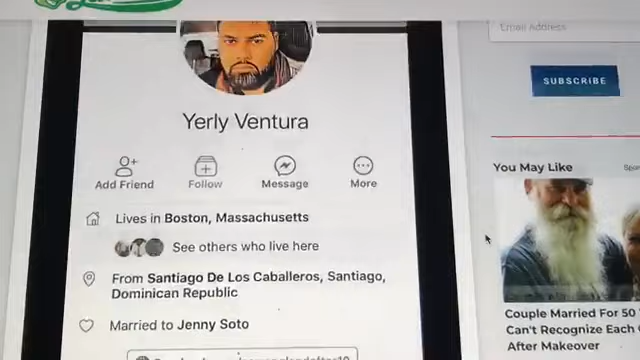 Email Address
SUBSCRIBE
Yerly Ventura
Add Friend
Follow
Message
More
Lives in Boston, Massachusetts
See others who live here
From Santiago De Los Caballeros, Santiago,
Dominican Republic
Married to Jenny Soto
You May Like
Couple Married For 50
Can't Recognize Each
After Makeover